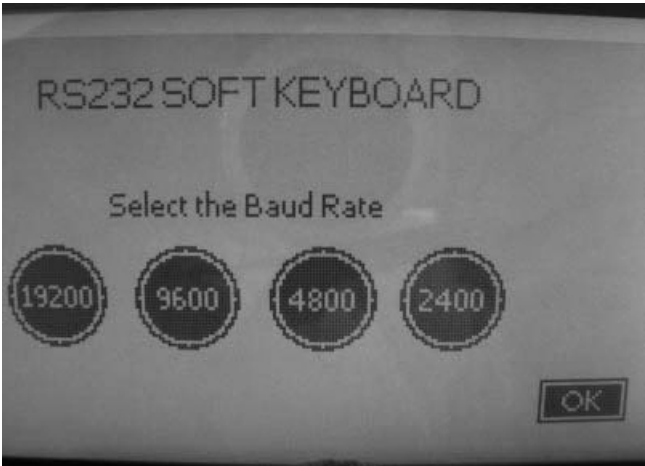 RS232 SOFT KEYBOARD
Select the Baud Rate
19200 9600 4800 2400
OK